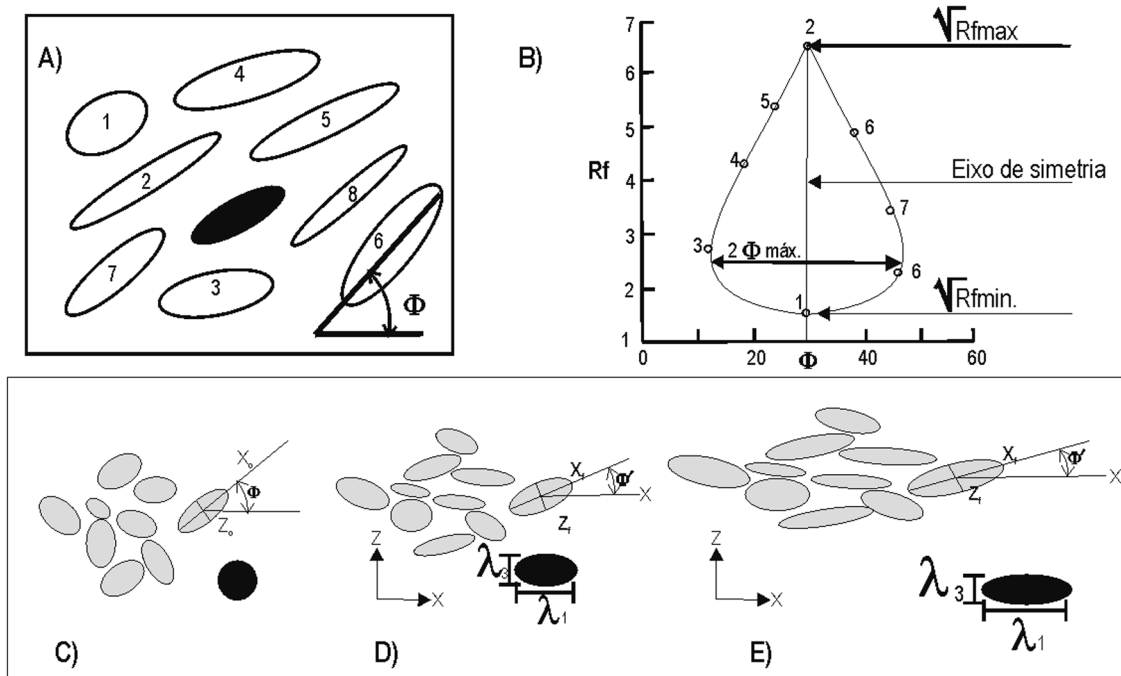 A)
1
4
5
2
8
6
7
3
Φ
B)
7
6
5
4
3
2
1
Rf
0
20
40
60
Φ
2
5
6
4
7
3
6
1
2 Φ máx.
√Rfmax
Eixo de simetria
√Rfmin.
C)
Xo
Φ
Zo
D)
Xf
Φ'
X
Zf
Z
X
λ3
λ1
E)
Xf
Φ'
X
Zf
Z
X
λ3
λ1